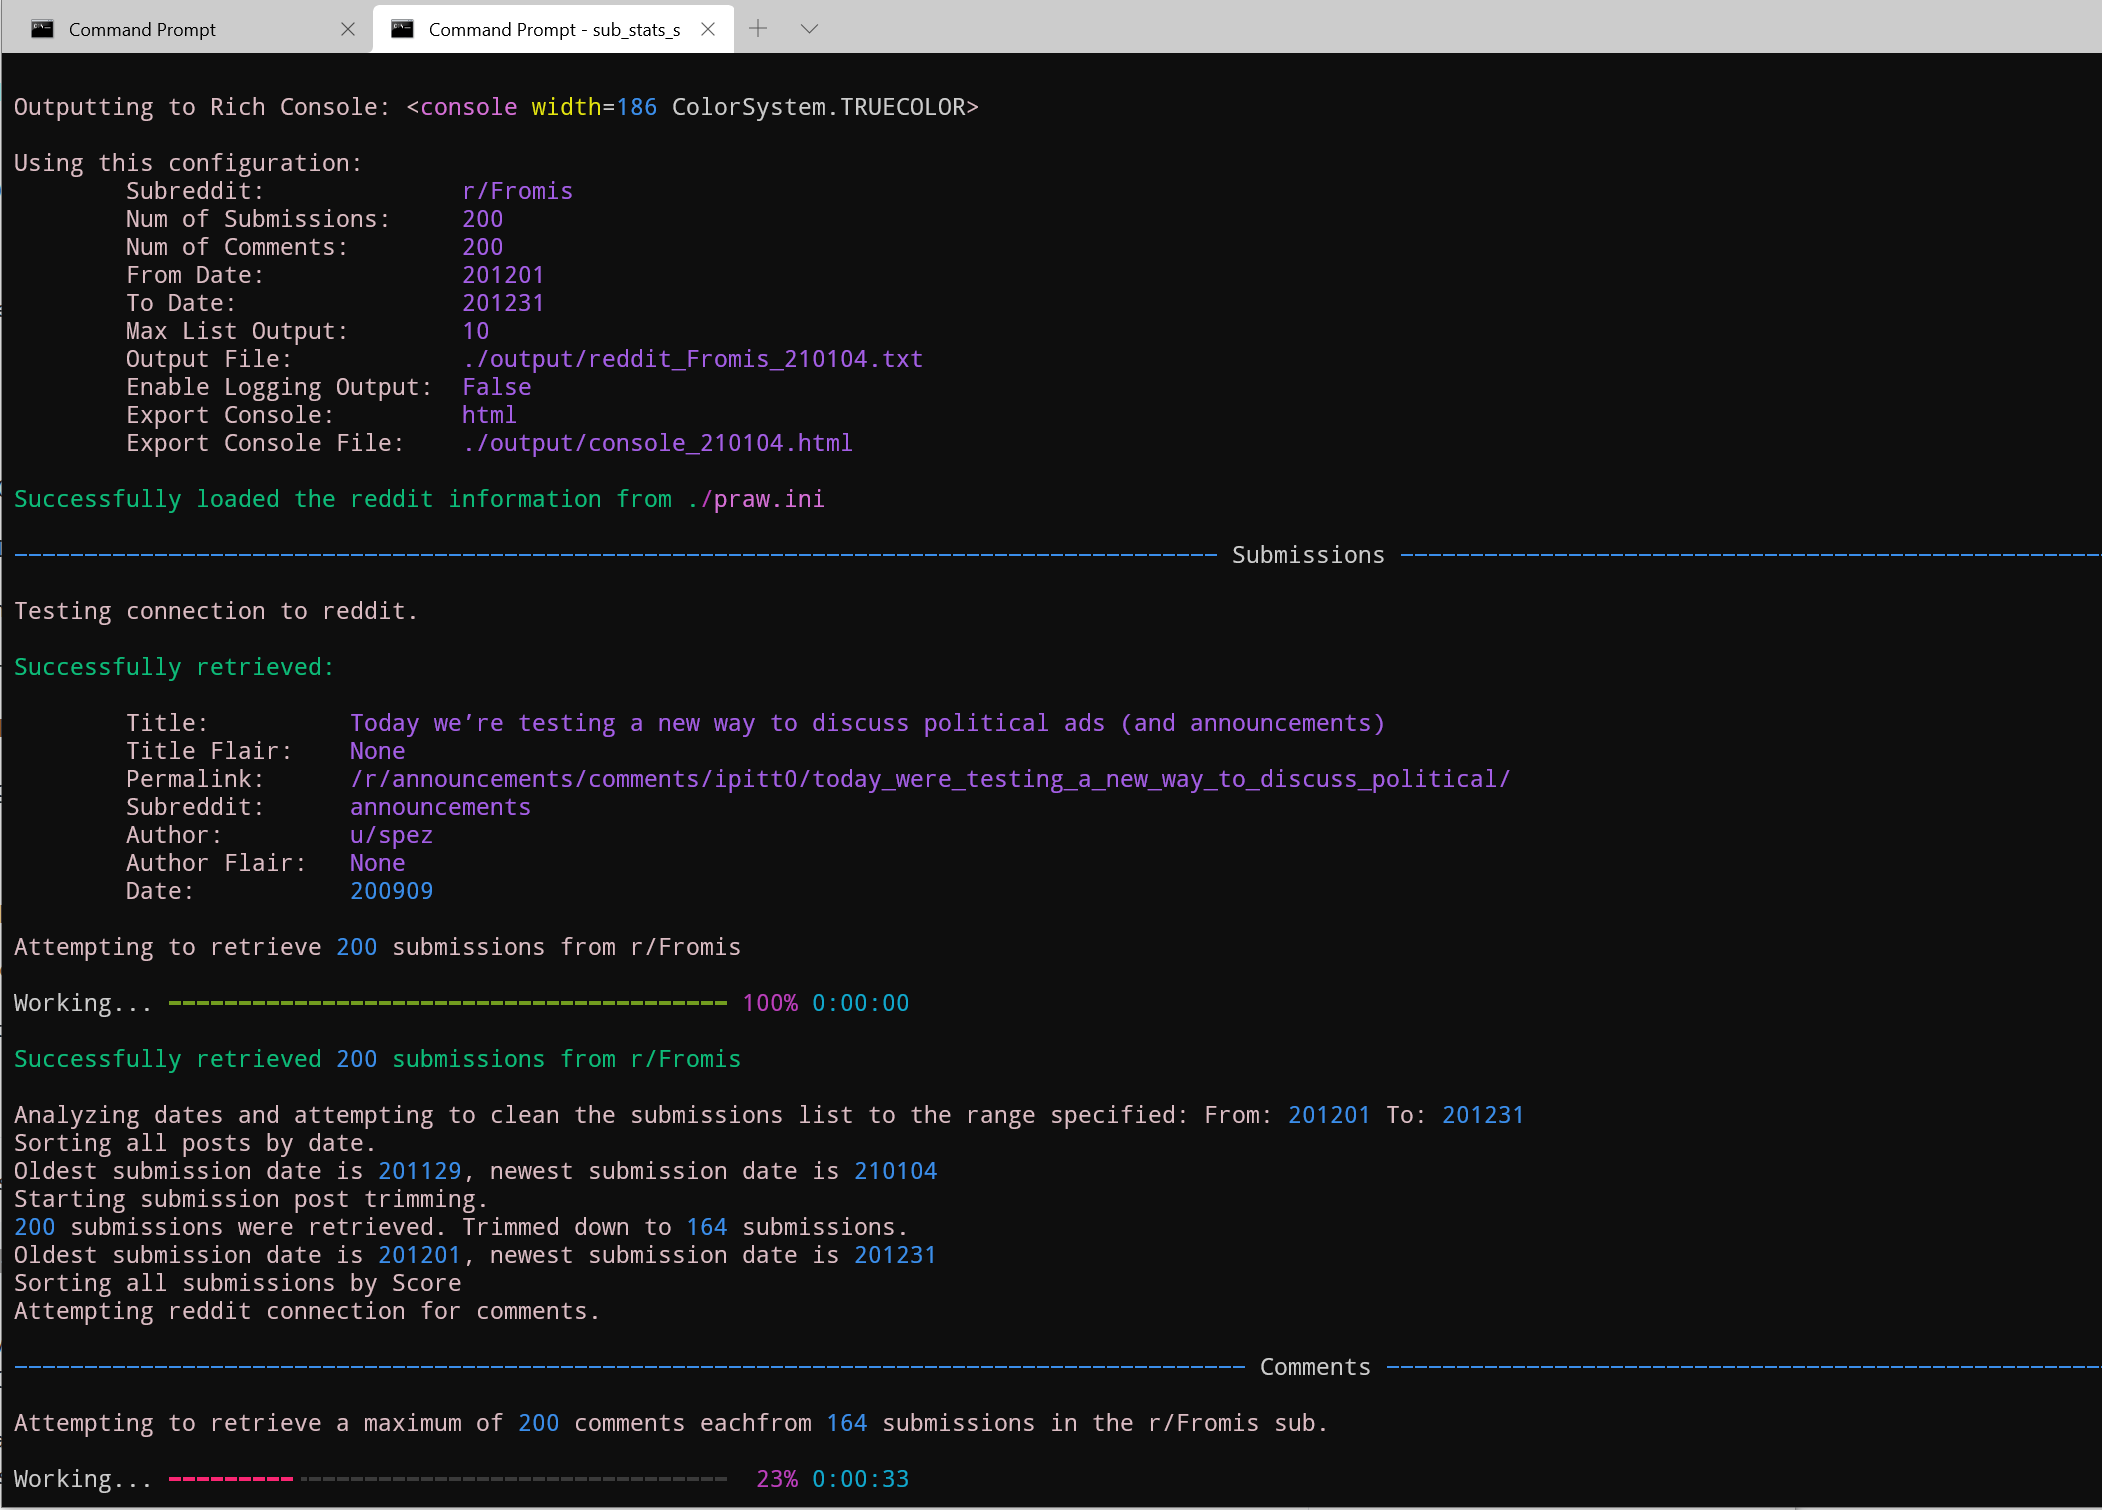 Command Prompt
Command Prompt - sub_stats_s
Outputting to Rich Console: <console width=186 ColorSystem.TRUECOLOR>
Using this configuration:
Subreddit: r/Fromis
Num of Submissions: 200
Num of Comments: 200
From Date: 201201
To Date: 201231
Max List Output: 10
Output File: ./output/reddit_Fromis_210104.txt
Enable Logging Output: False
Export Console: html
Export Console File: ./output/console_210104.html
Successfully loaded the reddit information from ./praw.ini
Submissions
Testing connection to reddit.
Successfully retrieved:
Title: Today we’re testing a new way to discuss political ads (and announcements)
Title Flair: None
Permalink: /r/announcements/comments/ipitt0/today_were_testing_a_new_way_to_discuss_political/
Subreddit: announcements
Author: u/spez
Author Flair: None
Date: 200909
Attempting to retrieve 200 submissions from r/Fromis
Working... 100% 0:00:00
Successfully retrieved 200 submissions from r/Fromis
Analyzing dates and attempting to clean the submissions list to the range specified: From: 201201 To: 201231
Sorting all posts by date.
Oldest submission date is 201129, newest submission date is 210104
Starting submission post trimming.
200 submissions were retrieved. Trimmed down to 164 submissions.
Oldest submission date is 201201, newest submission date is 201231
Sorting all submissions by Score
Attempting reddit connection for comments.
Comments
Attempting to retrieve a maximum of 200 comments eachfrom 164 submissions in the r/Fromis sub.
Working... 23% 0:00:33